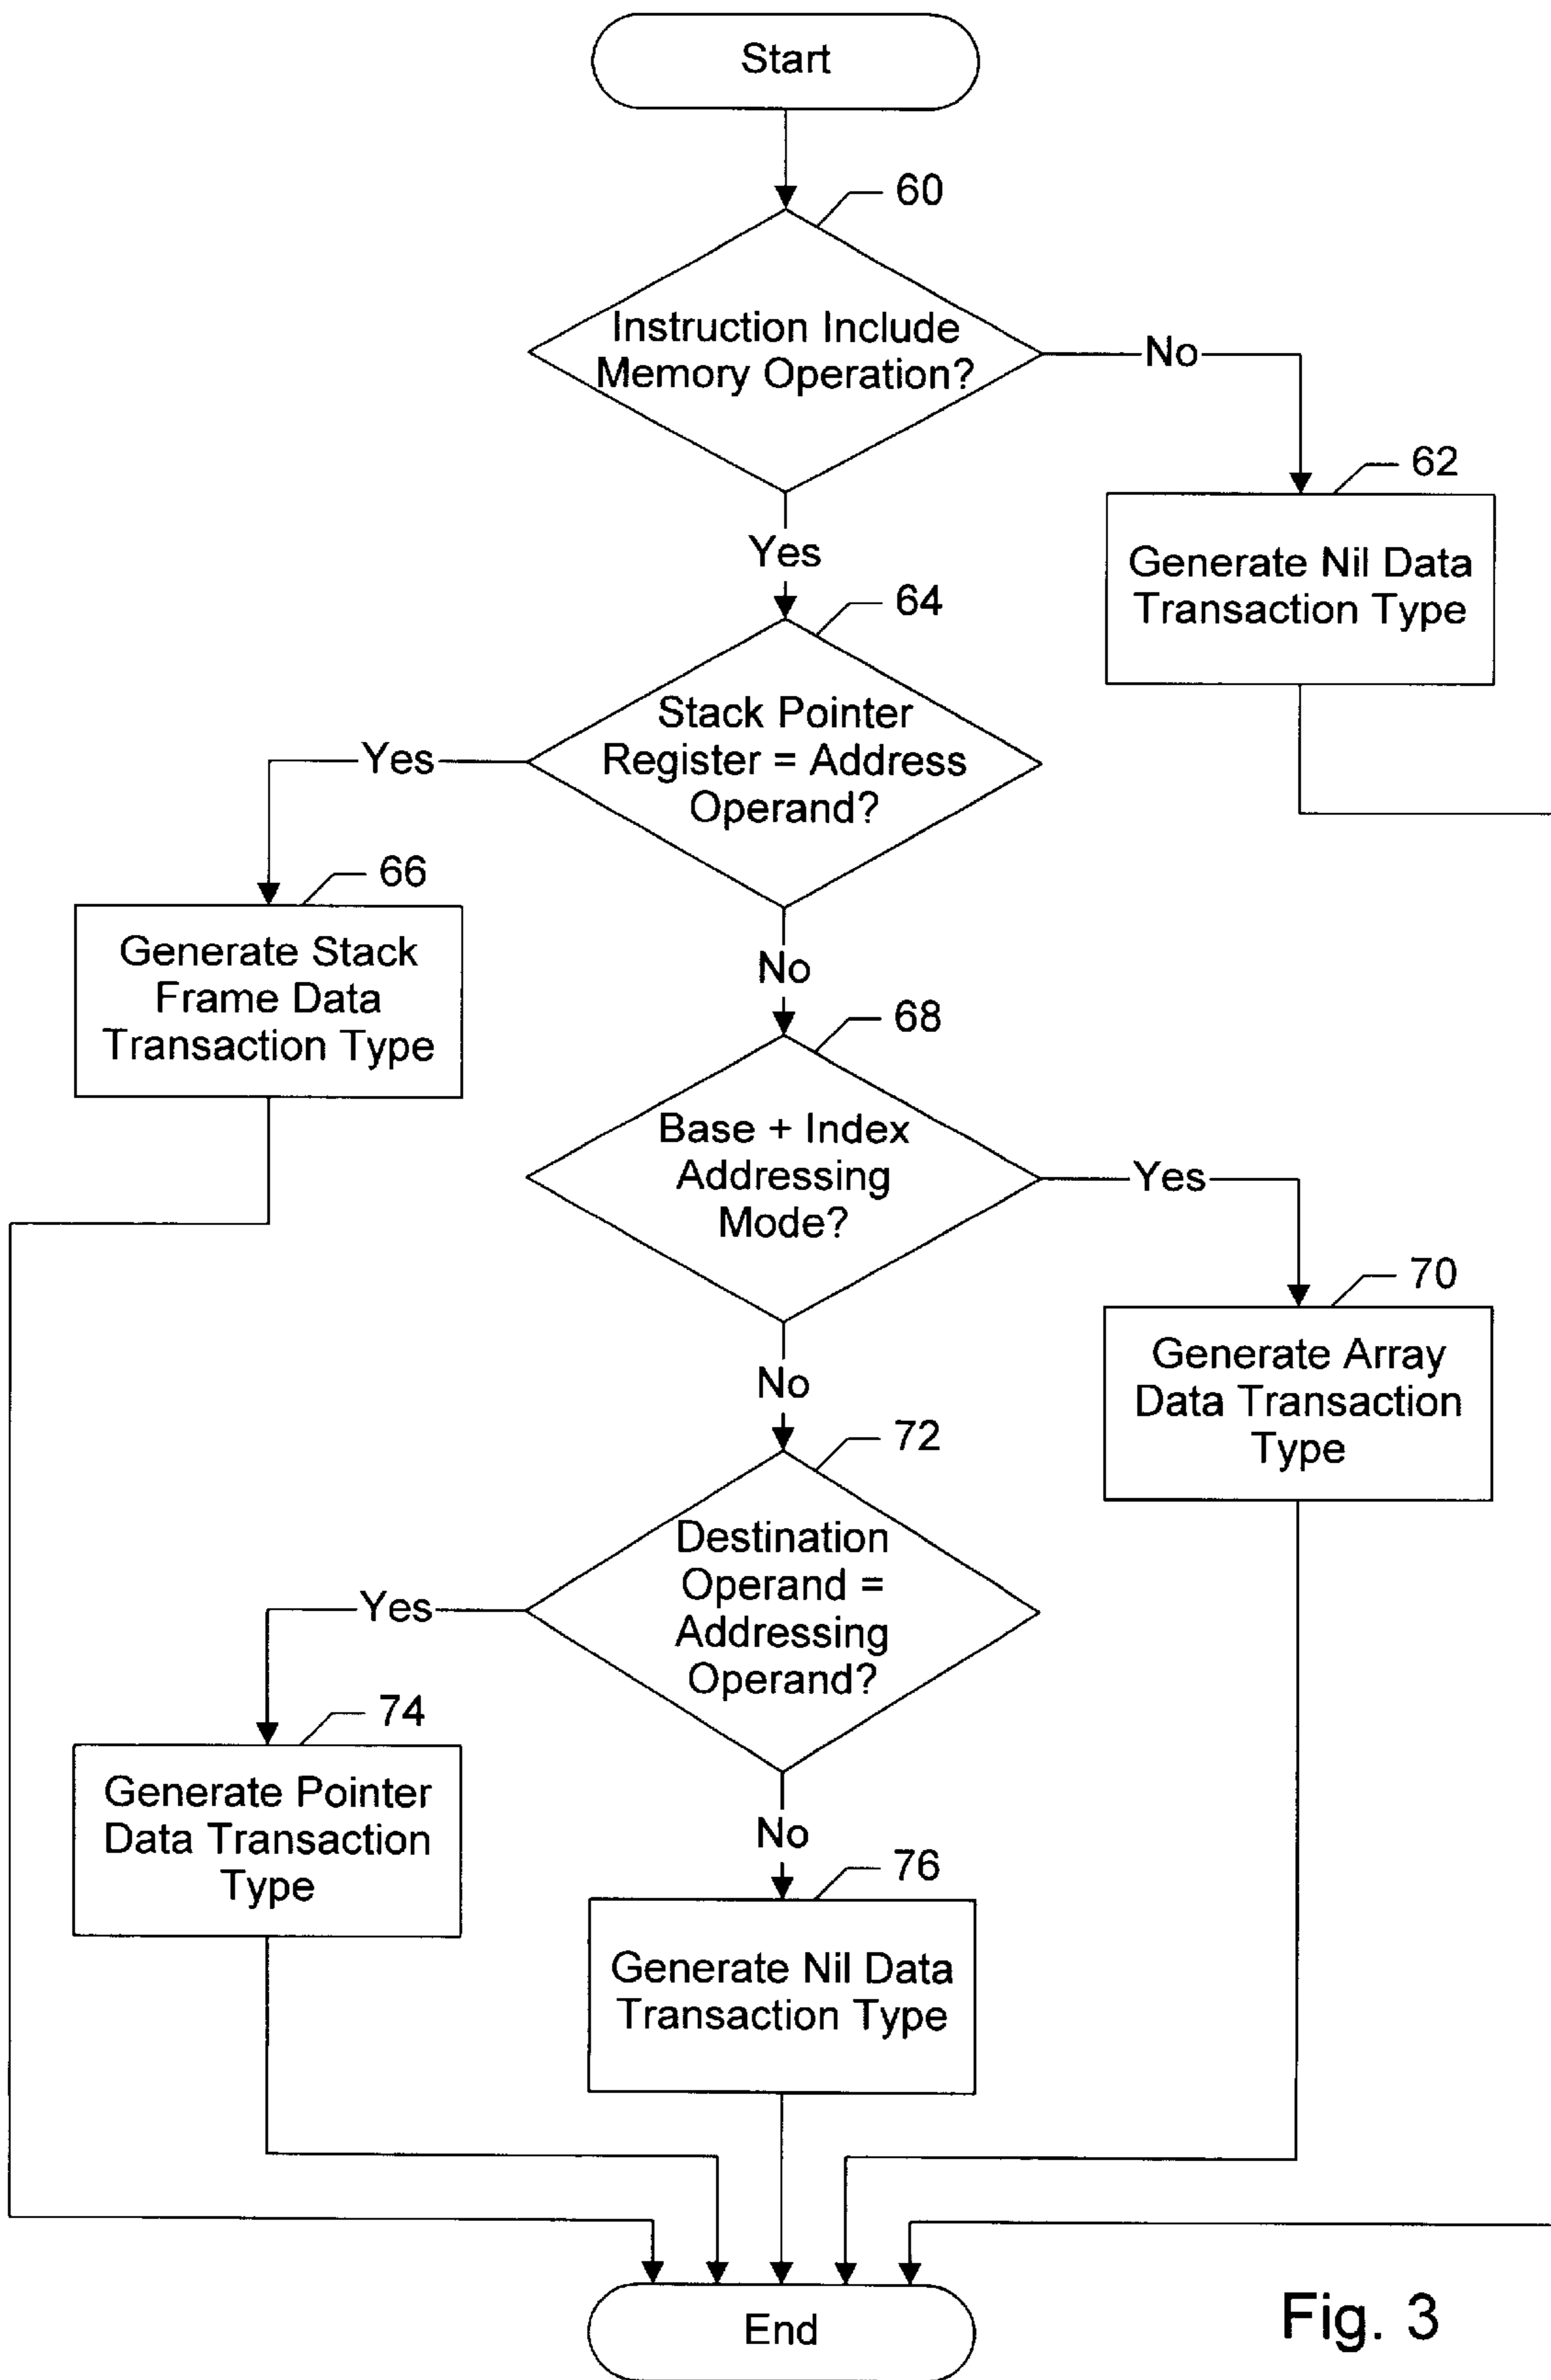 Start
60
Instruction Include
Memory Operation?
No
62
Generate Nil Data
Transaction Type
Yes
64
Stack Pointer
Register = Address
Operand?
Yes
66
Generate Stack
Frame Data
Transaction Type
No
68
Base + Index
Addressing
Mode?
Yes
70
Generate Array
Data Transaction
Type
No
72
Destination
Operand =
Addressing
Operand?
Yes
74
Generate Pointer
Data Transaction
Type
No
76
Generate Nil Data
Transaction Type
End
Fig. 3